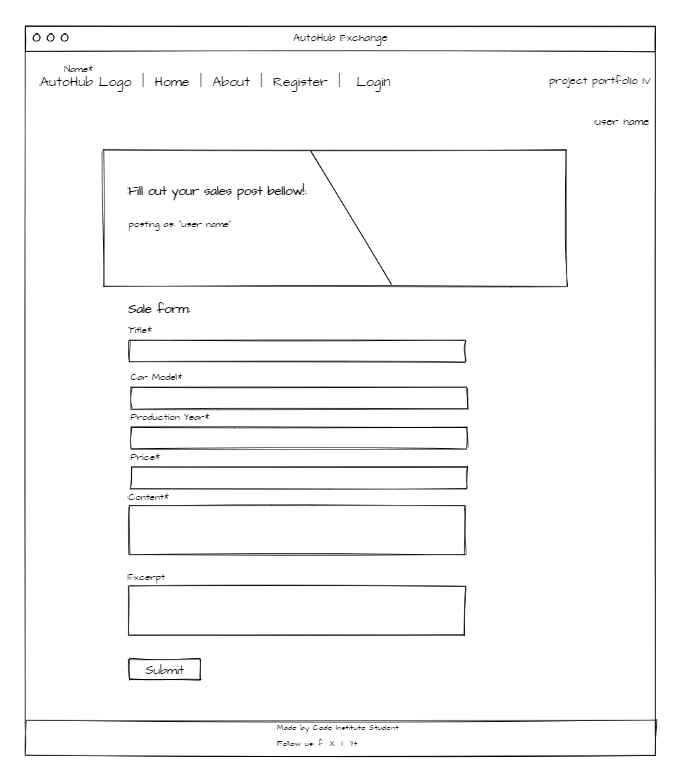 AutoHub Exchange
Name*
AutoHub Logo | Home | About | Register | Login
project portfolio IV
user name
Fill out your sales post bellow!:
posting as: "user name"
Sale form:
Title*
Car Model*
Production Year*
Price*
Content*
Excerpt
Submit
Made by Code Institute Student
Follow us: f X I Yt